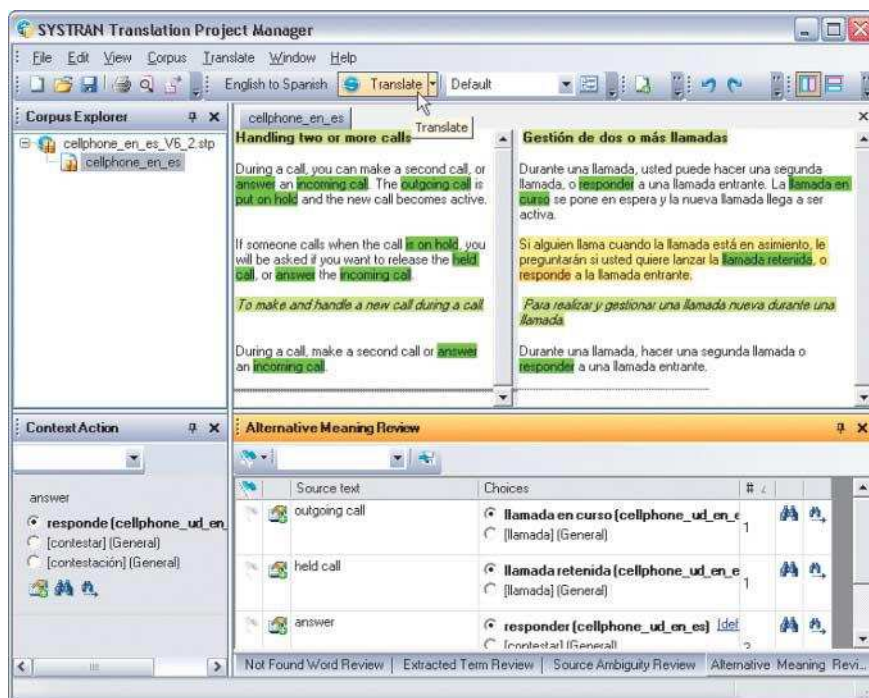 SYSTRAN Translation Project Manager
File Edit View Corpus Translate Window Help
English to Spanish Translate Default
Corpus Explorer
cellphone_en_es_V6_2.stp
cellphone_en_es
cellphone_en_es
Translate
Handling two or more calls
During a call, you can make a second call, or
answer an incoming call. The outgoing call is
put on hold and the new call becomes active.
If someone calls when the call is on hold, you
will be asked if you want to release the held
call, or answer the incoming call.
To make and handle a new call during a call
During a call, make a second call or answer
an incoming call.
Gestión de dos o más llamadas
Durante una llamada, usted puede hacer una segunda
llamada, o responder a una llamada entrante. La llamada en
curso se pone en espera y la nueva llamada llega a ser
activa.
Si alguien llama cuando la llamada está en asimiento, le
preguntarán si usted quiere lanzar la llamada retenida, o
responde a la llamada entrante.
Para realizar y gestionar una llamada nueva durante una
llamada
Durante una llamada, hacer una segunda llamada o
responder a una llamada entrante.
Context Action
answer
responde (cellphone_ud_en_
[contestar] (General)
[contestación] (General)
Alternative Meaning Review
Source text Choices #
outgoing call
llamada en curso (cellphone_ud_en_e
[llamada] (General)
1
held call
llamada retenida (cellphone_ud_en_e
[llamada] (General)
1
answer
responder (cellphone_ud_en_es) [def
[contestar] (General)
Not Found Word Review Extracted Term Review Source Ambiguity Review Alternative Meaning Revi...